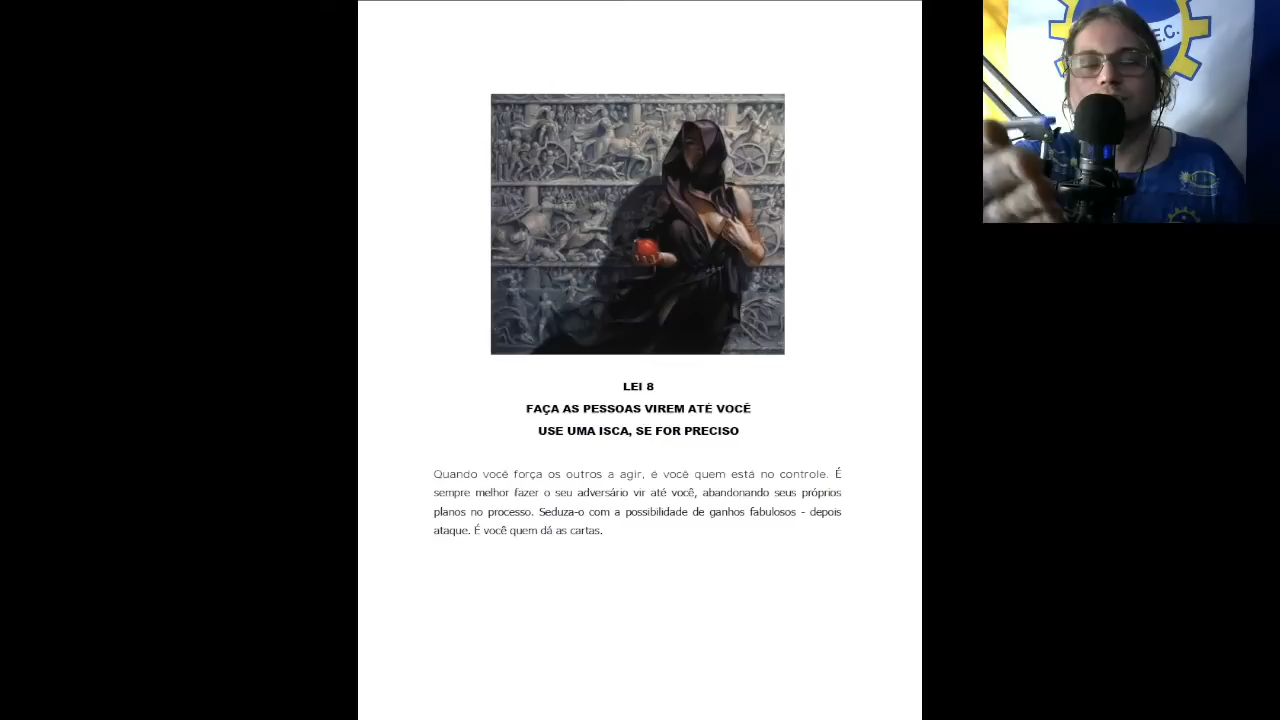 LEI 8
FAÇA AS PESSOAS VIREM ATÉ VOCÊ
USE UMA ISCA, SE FOR PRECISO
Quando você força os outros a agir, é você quem está no controle. É
sempre melhor fazer o seu adversário vir até você, abandonando seus próprios
planos no processo. Seduza-o com a possibilidade de ganhos fabulosos - depois
ataque. É você quem dá as cartas.
E.C.